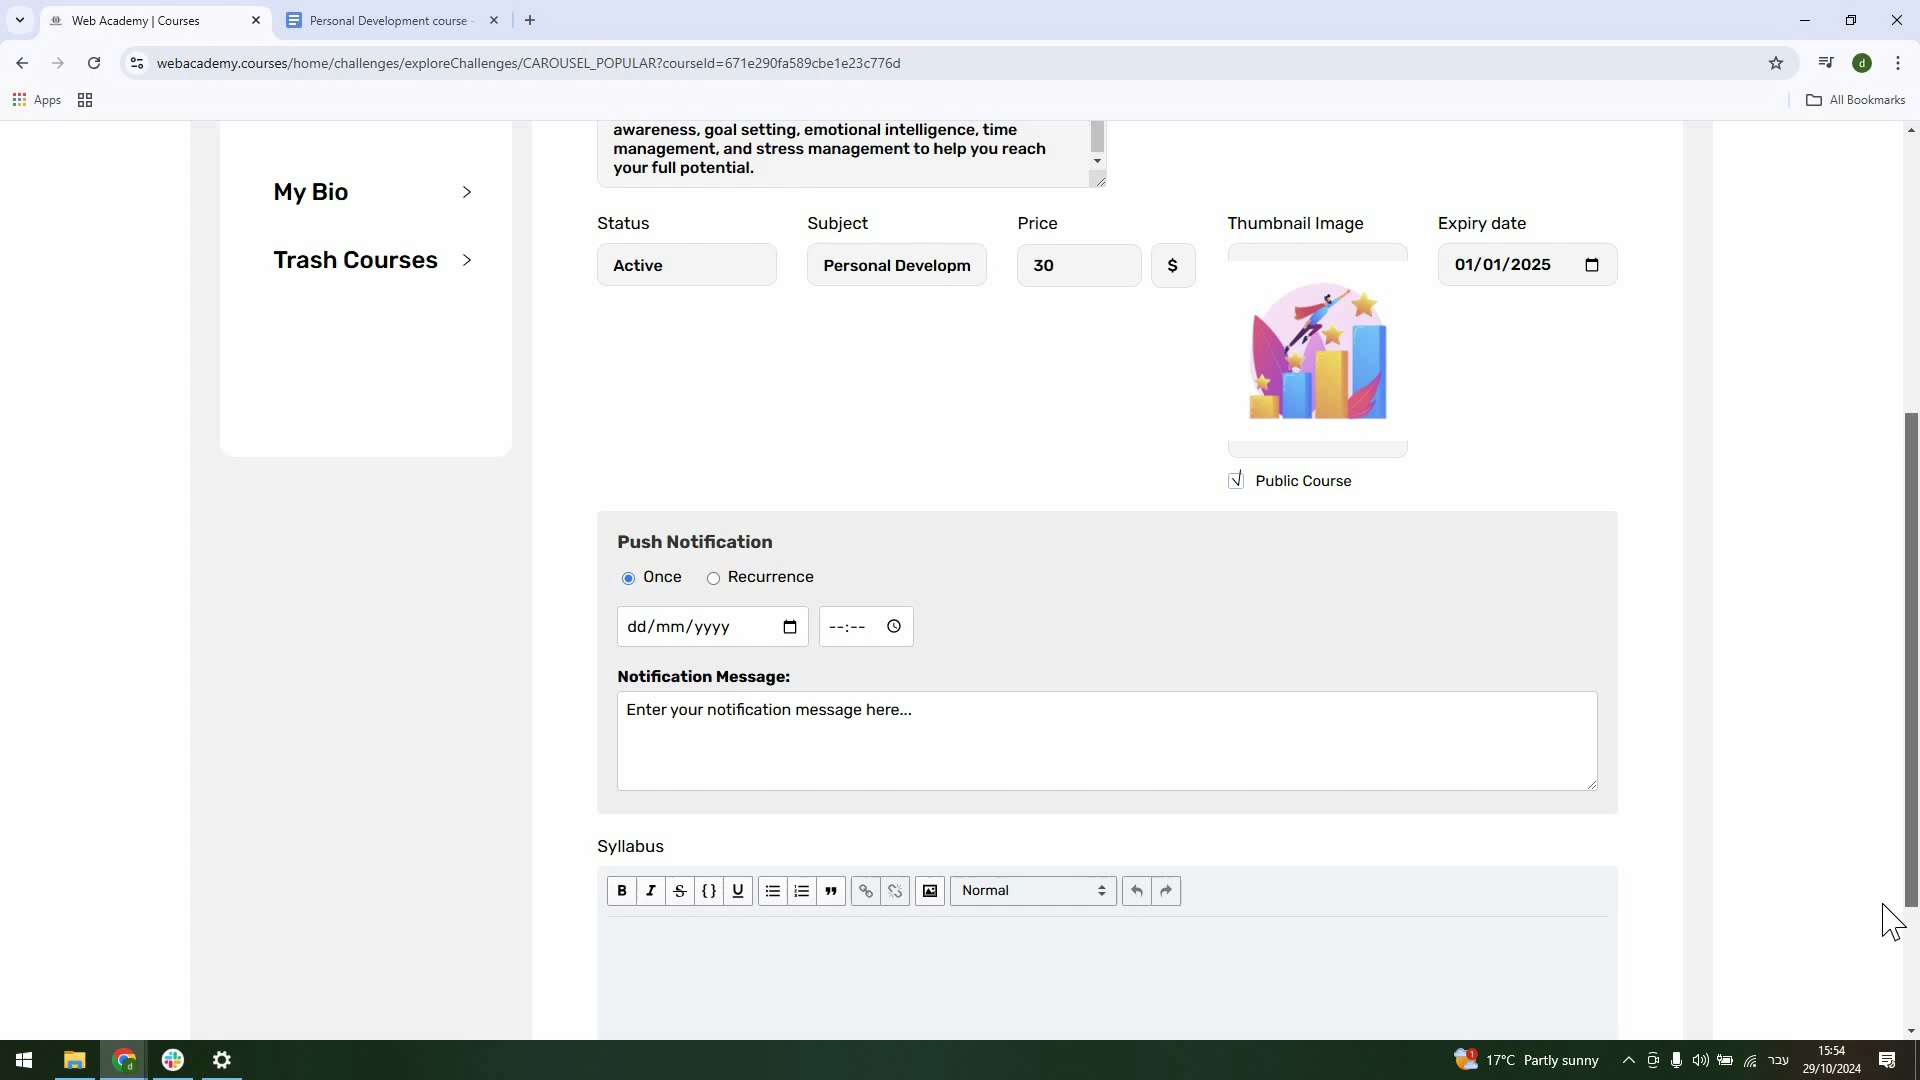 Web Academy | Courses
Personal Development course
webacademy.courses/home/challenges/exploreChallenges/CAROUSEL_POPULAR?courseId=671e290fa589cbe1e23c776d
d
Apps
All Bookmarks
awareness, goal setting, emotional intelligence, time
management, and stress management to help you reach
your full potential.
My Bio
Trash Courses
Status
Subject
Price
Thumbnail Image
Expiry date
Active
Personal Developm
30
$
01/01/2025
Public Course
Push Notification
Once
Recurrence
dd/mm/yyyy
--:--
Notification Message:
Enter your notification message here...
Syllabus
B I S {} U
Normal
d
1
17°C Partly sunny
עבר
15:54
29/10/2024